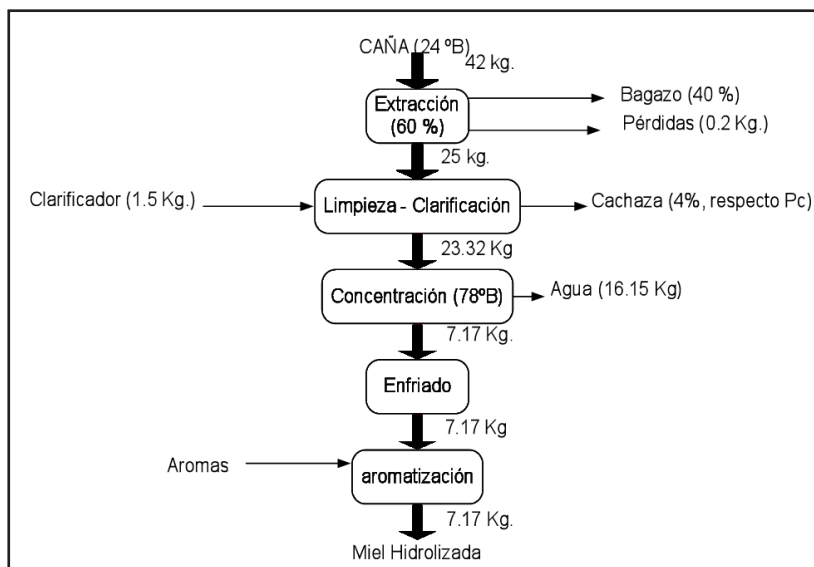 CAÑA (24 ºB)
42 kg.
Extracción
(60 %)
Bagazo (40 %)
Pérdidas (0.2 Kg.)
25 kg.
Clarificador (1.5 Kg.)
Limpieza - Clarificación
Cachaza (4%, respecto Pc)
23.32 Kg
Concentración (78ºB)
Agua (16.15 Kg)
7.17 Kg.
Enfriado
7.17 Kg
Aromas
aromatización
7.17 Kg.
Miel Hidrolizada